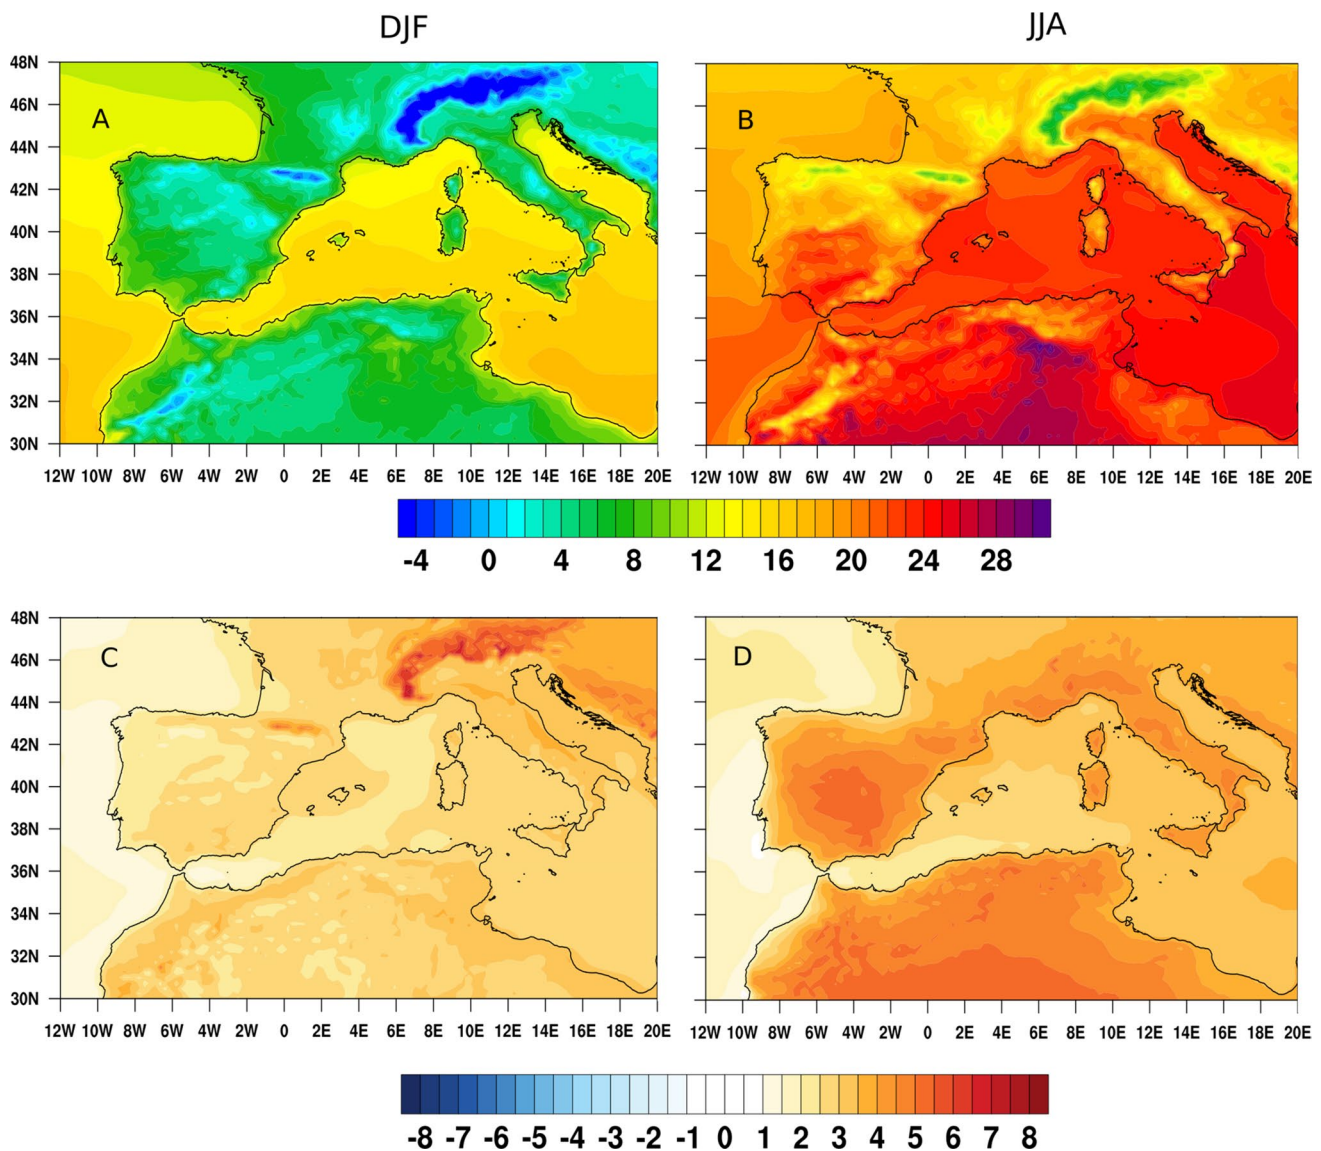 DJF JJA
48N
46N
44N
42N
40N
38N
36N
34N
32N
30N
A
B
12W 10W 8W 6W 4W 2W 0 2E 4E 6E 8E 10E 12E 14E 16E 18E 20E
12W 10W 8W 6W 4W 2W 0 2E 4E 6E 8E 10E 12E 14E 16E 18E 20E
-4 0 4 8 12 16 20 24 28
48N
46N
44N
42N
40N
38N
36N
34N
32N
30N
C
D
12W 10W 8W 6W 4W 2W 0 2E 4E 6E 8E 10E 12E 14E 16E 18E 20E
12W 10W 8W 6W 4W 2W 0 2E 4E 6E 8E 10E 12E 14E 16E 18E 20E
-8 -7 -6 -5 -4 -3 -2 -1 0 1 2 3 4 5 6 7 8